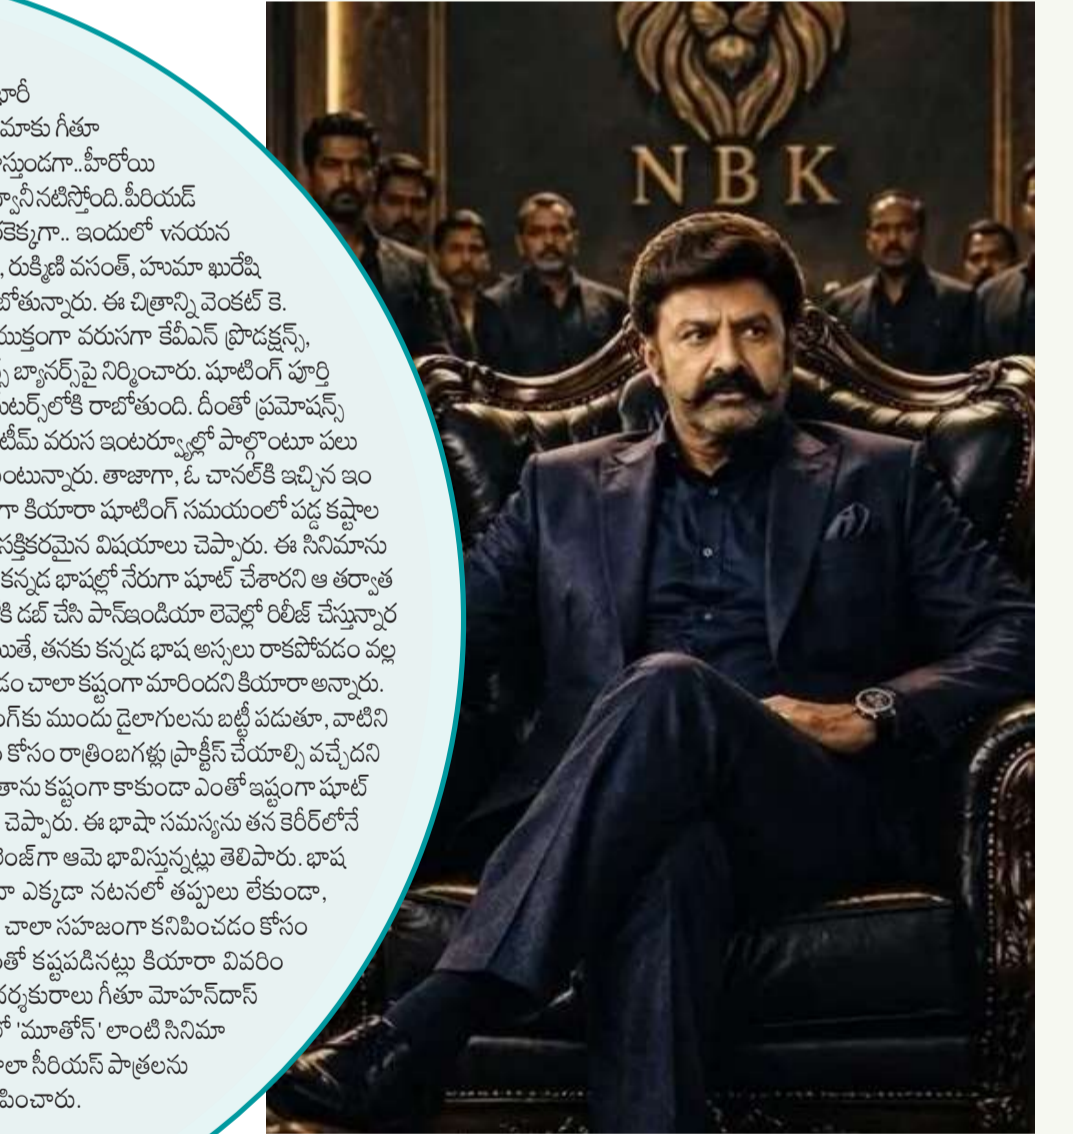 భారీ
మాకు గీతూ
స్తుండగా..హీరోయి
నటిస్తోంది.పీరియడ్
కెక్కగా.. ఇందులో vనయన
, రుక్మిణి వసంత్, హుమా ఖురేషి
బోతున్నారు. ఈ చిత్రాన్ని వెంకట్ కె.
యుక్తంగా వరుసగా కేవీఎన్ ప్రొడక్షన్స్,
బ్యానర్స్‌పై నిర్మించారు. షూటింగ్ పూర్తి
టర్స్‌లోకి రాబోతుంది. దీంతో ప్రమోషన్స్
టీమ్ వరుస ఇంటర్వ్యూల్లో పాల్గొంటూ పలు
ంటున్నారు. తాజాగా, ఓ చానల్‌కి ఇచ్చిన ఇం
గా కియారా షూటింగ్ సమయంలో పడ్డ కష్టాల
సక్తికరమైన విషయాలు చెప్పారు. ఈ సినిమాను
కన్నడ భాషల్లో నేరుగా షూట్ చేశారని ఆ తర్వాత
కి డబ్ చేసి పాన్ఇండియా లెవెల్లో రిలీజ్ చేస్తున్నార
యితే, తనకు కన్నడ భాష అస్సలు రాకపోవడం వల్ల
డం చాలా కష్టంగా మారిందని కియారా అన్నారు.
ంగ్‌కు ముందు డైలాగులను బట్టీ పడుతూ, వాటిని
కోసం రాత్రింబగళ్లు ప్రాక్టీస్ చేయాల్సి వచ్చేదని
తాను కష్టంగా కాకుండా ఎంతో ఇష్టంగా షూట్
చెప్పారు. ఈ భాషా సమస్యను తన కెరీర్‌లోనే
లెంజ్‌గా ఆమె భావిస్తున్నట్లు తెలిపారు. భాష
ఎక్కడా నటనలో తప్పులు లేకుండా,
చాలా సహజంగా కనిపించడం కోసం
తో కష్టపడినట్లు కియారా వివరిం
దర్శకురాలు గీతూ మోహన్‌దాస్
లో 'మూతోన్' లాంటి సినిమా
లా సీరియస్ పాత్రలను
పించారు.
NBK